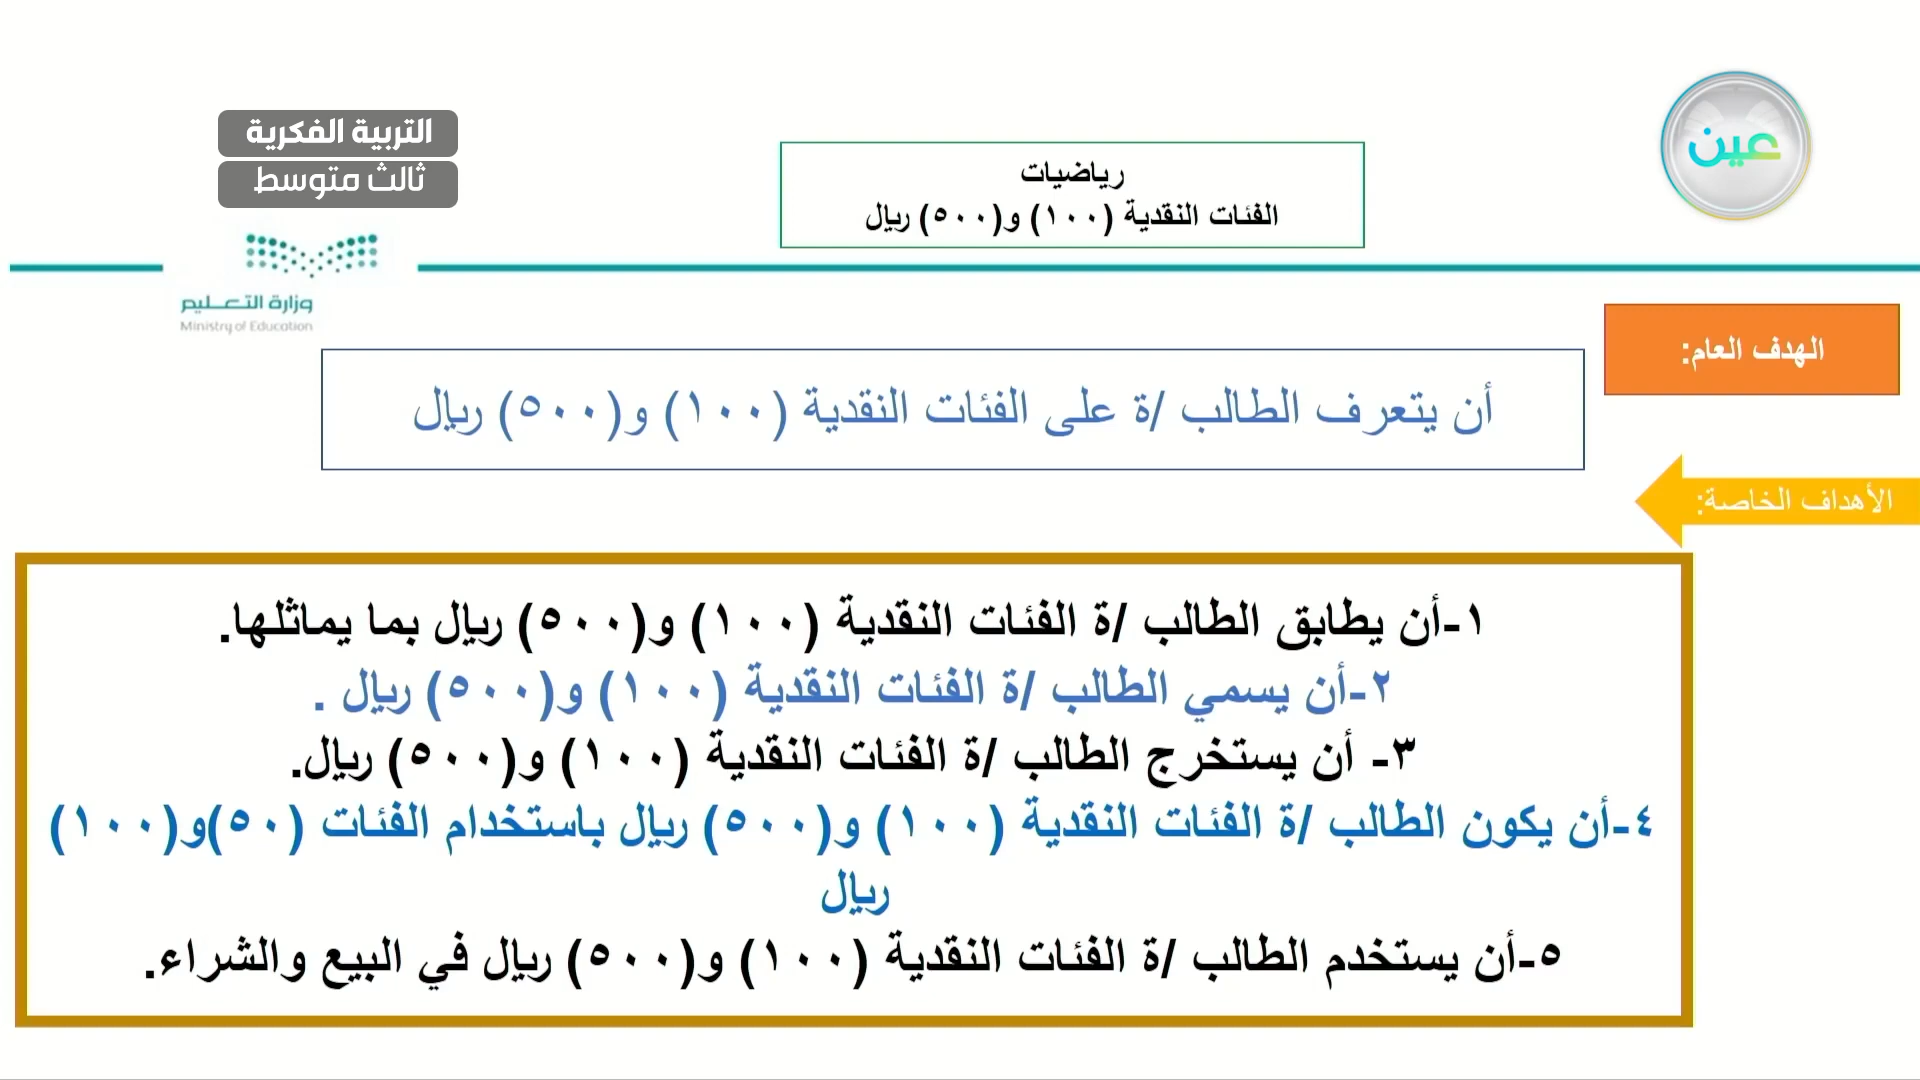 التربية الفكرية
ثالث متوسط
عين
رياضيات
الفئات النقدية (١٠٠) و(٥٠٠) ريال
وزارة التعليم
Ministry of Education
الهدف العام:
أن يتعرف الطالب /ة على الفئات النقدية (١٠٠) و(٥٠٠) ريال
الأهداف الخاصة:
١-أن يطابق الطالب /ة الفئات النقدية (١٠٠) و(٥٠٠) ريال بما يماثلها.
٢-أن يسمي الطالب /ة الفئات النقدية (١٠٠) و(٥٠٠) ريال .
٣- أن يستخرج الطالب /ة الفئات النقدية (١٠٠) و(٥٠٠) ريال.
٤-أن يكون الطالب /ة الفئات النقدية (١٠٠) و(٥٠٠) ريال باستخدام الفئات (٥٠)و(١٠٠)
ريال
٥-أن يستخدم الطالب /ة الفئات النقدية (١٠٠) و(٥٠٠) ريال في البيع والشراء.